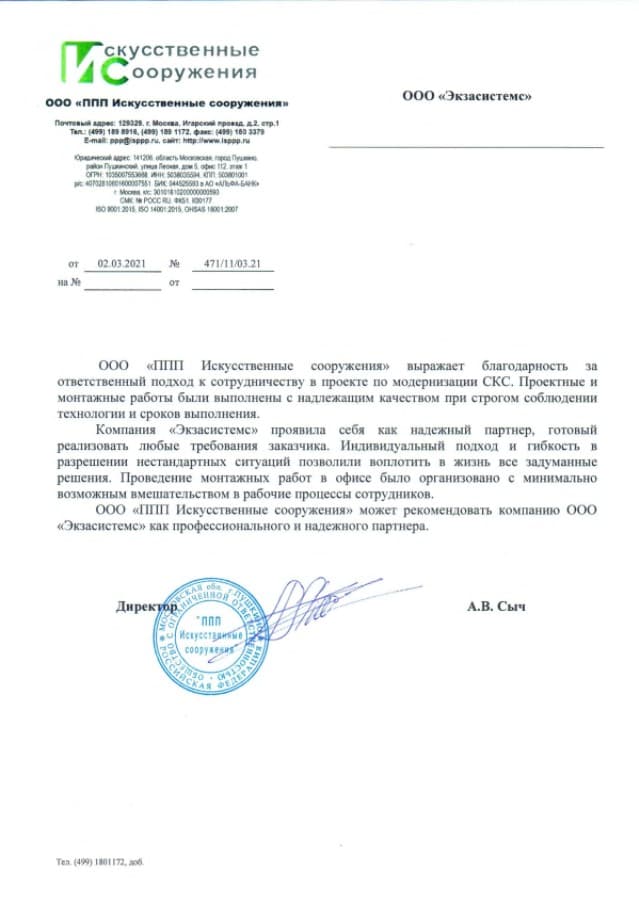 Искусственные
Сооружения
ООО «ППП Искусственные сооружения»
Почтовый адрес: 129329, г. Москва, Игарский проезд, д.2, стр.1
Тел.: (499) 189 8916, (499) 189 1172, факс: (499) 180 3379
E-mail: ppp@isppp.ru, сайт: http://www.isppp.ru
Юридический адрес: 141206, область Московская, город Пушкино,
район Пушкинский, улица Лесная, дом 5, офис 112, этаж 1
ОГРН: 1035007553668, ИНН: 5038035594, КПП: 503801001
р/с: 40702810601600007551, БИК: 044525593 в АО «АЛЬФА-БАНК»
г. Москва, к/с: 30101810200000000593
СМК: № РОСС RU.
ISO 9001:2015, ISO 14001:2015, OHSAS 18001:2007
ООО «Экзасистемс»
от 02.03.2021 № 471/11/03.21
на № от
ООО «ППП Искусственные сооружения» выражает благодарность за
ответственный подход к сотрудничеству в проекте по модернизации СКС. Проектные и
монтажные работы были выполнены с надлежащим качеством при строгом соблюдении
технологии и сроков выполнения.
Компания «Экзасистемс» проявила себя как надежный партнер, готовый
реализовать любые требования заказчика. Индивидуальный подход и гибкость в
разрешении нестандартных ситуаций позволили воплотить в жизнь все задуманные
решения. Проведение монтажных работ в офисе было организовано с минимально
возможным вмешательством в рабочие процессы сотрудников.
ООО «ППП Искусственные сооружения» может рекомендовать компанию ООО
«Экзасистемс» как профессионального и надежного партнера.
Директор
А.В. Сыч
МОСКОВСКАЯ обл. г.ПУШКИНО
РОССИЙСКАЯ ФЕДЕРАЦИЯ
ОБЩЕСТВО С ОГРАНИЧЕННОЙ ОТВЕТСТВЕННОСТЬЮ
"ППП
Искусственные
сооружения"
Тел. (499) 1801172, доб.